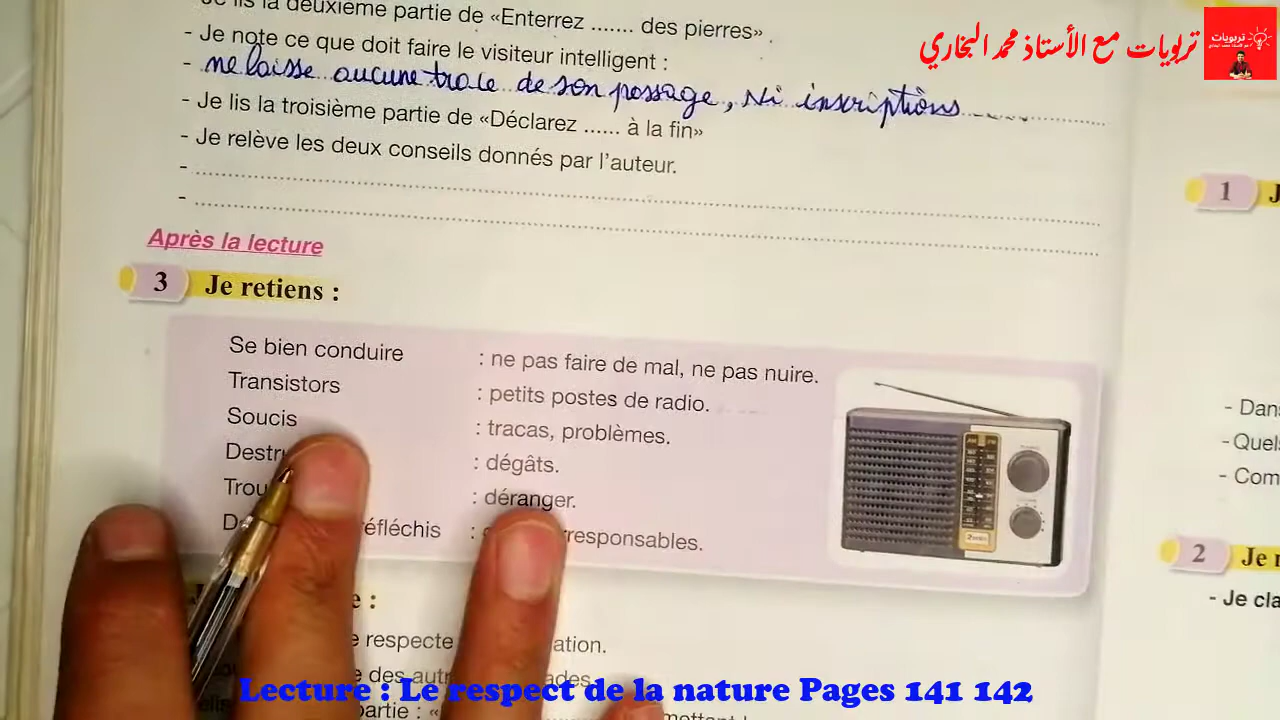 Je lis la deuxième partie de «Enterrez ....... des pierres» .
- Je note ce que doit faire le visiteur intelligent :
- ne laisse aucune trace de son passage, Ni inscriptions
- Je lis la troisième partie de «Déclarez ...... à la fin»
- Je relève les deux conseils donnés par l'auteur.
-
-
Après la lecture
3 Je retiens :
Se bien conduire : ne pas faire de mal, ne pas nuire.
Transistors : petits postes de radio.
Soucis : tracas, problèmes.
: dégâts.
: déranger.
responsables.
e respecte
des
partie : «
1
- Dans
- Quels
- Com
2 Je
- Je cla
تربويات مع الأستاذ محمد البخاري
تربويات
Lecture : Le respect de la nature Pages 141 142